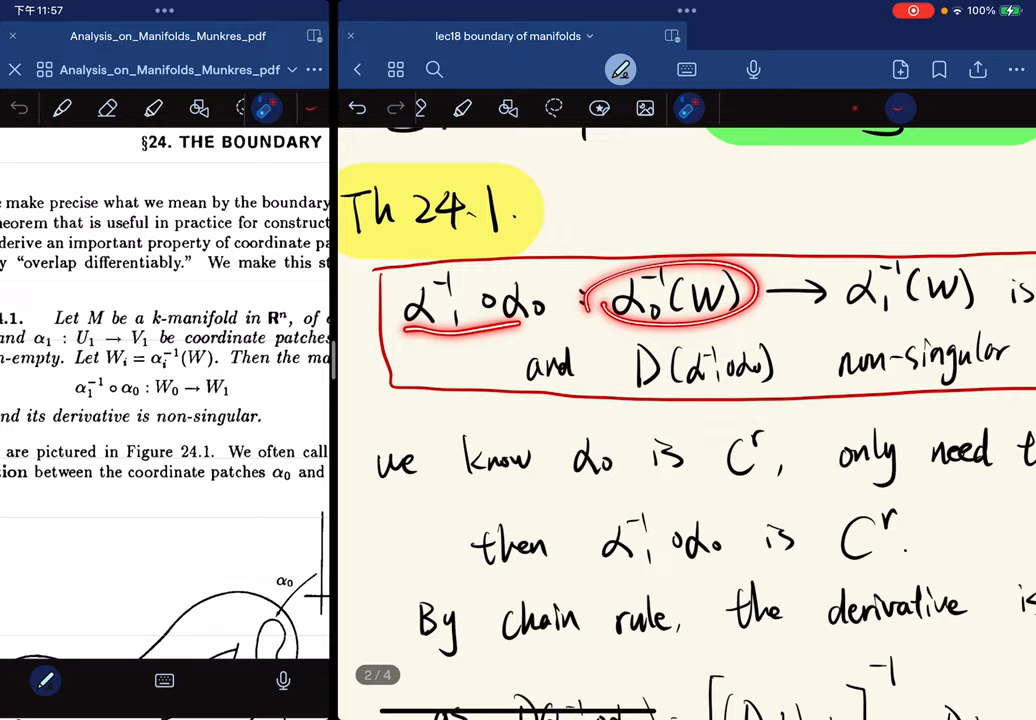 下午11:57
100%
Analysis_on_Manifolds_Munkres_pdf
lec18 boundary of manifolds
Analysis_on_Manifolds_Munkres_pdf
§24. THE BOUNDARY
e make precise what we mean by the boundary
heorem that is useful in practice for construct
derive an important property of coordinate pa
y “overlap differentiably.” We make this st
4.1. Let M be a k-manifold in Rⁿ, of
and α₁ : U₁ → V₁ be coordinate patches
n-empty. Let Wᵢ = αᵢ⁻¹(W). Then the ma
α₁⁻¹ ∘ α₀ : W₀ → W₁
nd its derivative is non-singular.
are pictured in Figure 24.1. We often call
tion between the coordinate patches α₀ and
α₀
Th 24.1.
α₁⁻¹ ∘ α₀ : α₀⁻¹(W) → α₁⁻¹(W) is
and D(α₁⁻¹∘α₀) non-singular
we know α₀ is Cʳ, only need t
then α₁⁻¹∘α₀ is Cʳ.
By chain rule, the derivative is
2 / 4